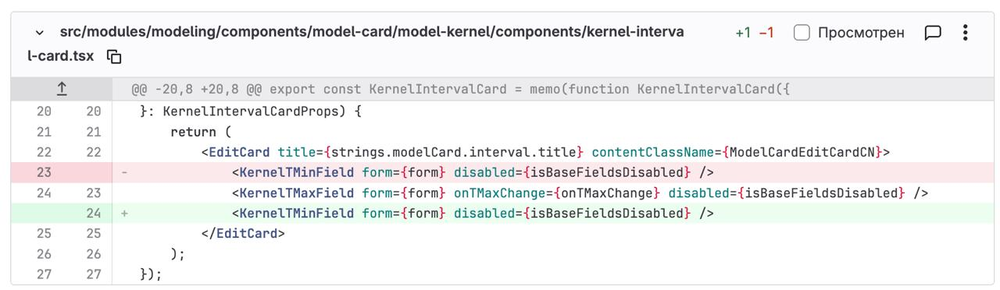 src/modules/modeling/components/model-card/model-kernel/components/kernel-interva
l-card.tsx
+1 −1 Просмотрен
@@ -20,8 +20,8 @@ export const KernelIntervalCard = memo(function KernelIntervalCard({
20 20 }: KernelIntervalCardProps) {
21 21 return (
22 22 <EditCard title={strings.modelCard.interval.title} contentClassName={ModelCardEditCardCN}>
23 - <KernelTMinField form={form} disabled={isBaseFieldsDisabled} />
24 23 <KernelTMaxField form={form} onTMaxChange={onTMaxChange} disabled={isBaseFieldsDisabled} />
24 + <KernelTMinField form={form} disabled={isBaseFieldsDisabled} />
25 25 </EditCard>
26 26 );
27 27 });